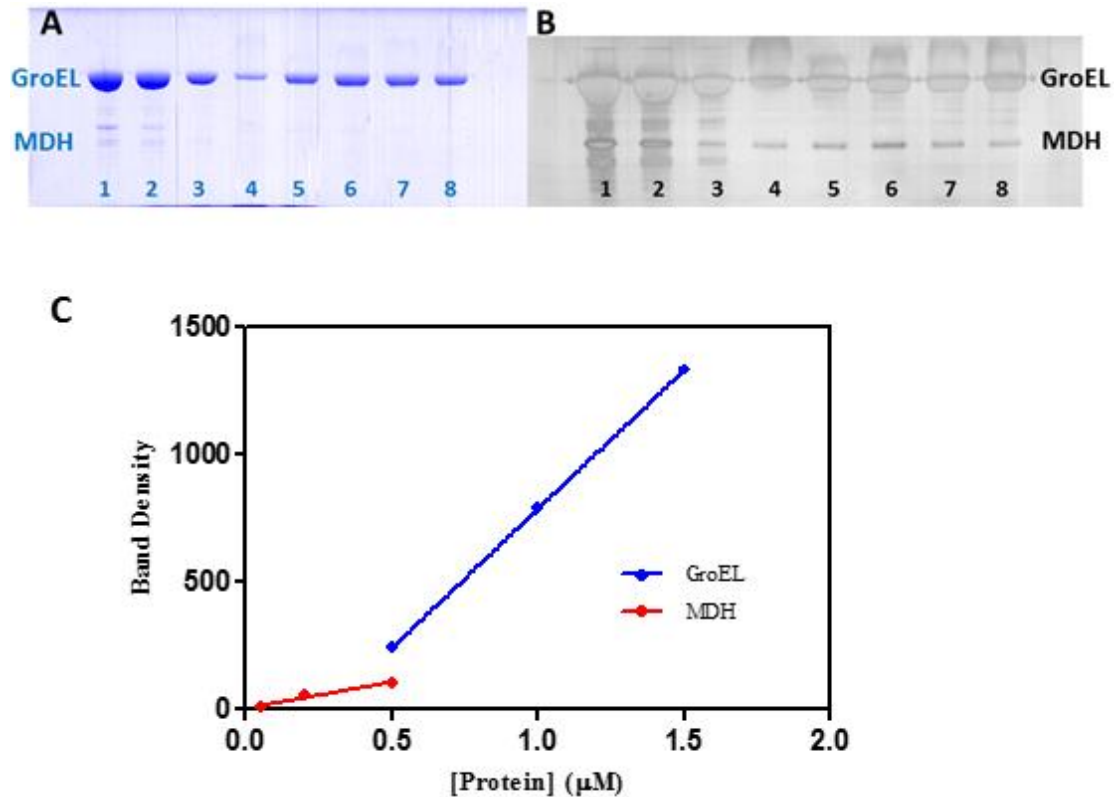 A
GroEL
MDH
1 2 3 4 5 6 7 8
B
GroEL
MDH
1 2 3 4 5 6 7 8
C
1500
1000
500
0
Band Density
GroEL
MDH
0.0 0.5 1.0 1.5 2.0
[Protein] (µM)